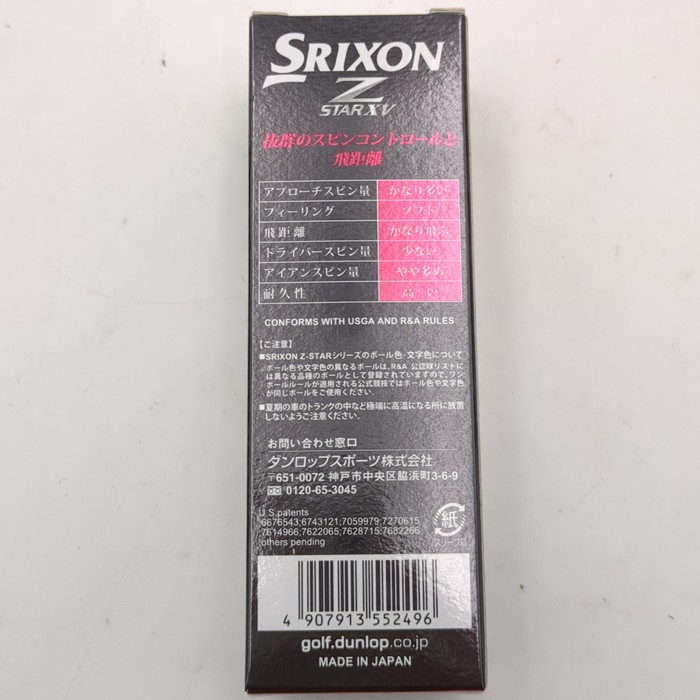 SRIXON
Z
STAR XV
抜群のスピンコントロールと
飛距離
アプローチスピン量 かなり多い
フィーリング ソフト
飛距離 かなり飛ぶ
ドライバースピン量 少ない
アイアンスピン量 やや多め
耐久性 高い
CONFORMS WITH USGA AND R&A RULES
【ご注意】
■SRIXON Z-STARシリーズのボール色・文字色について
ボール色や文字色の異なるボールは、R&A 公認球リスト に
は異なる品種のボールとして登録されていますので、ワン
ボールルールが適用される公式競技ではボール色や文字色
が同じボールをご使用ください。
■夏期の車のトランクの中など極端に高温になる所に放置
しないようご注意ください。
お問い合わせ窓口
ダンロップスポーツ株式会社
〒651-0072 神戸市中央区脇浜町3-6-9
0120-65-3045
U.S.patents
6676543;6743121;7059979;7270615
7614966;7622065;7628715;7682266
others pending
紙
スリーブ箱
4 907913 552496
golf.dunlop.co.jp
MADE IN JAPAN